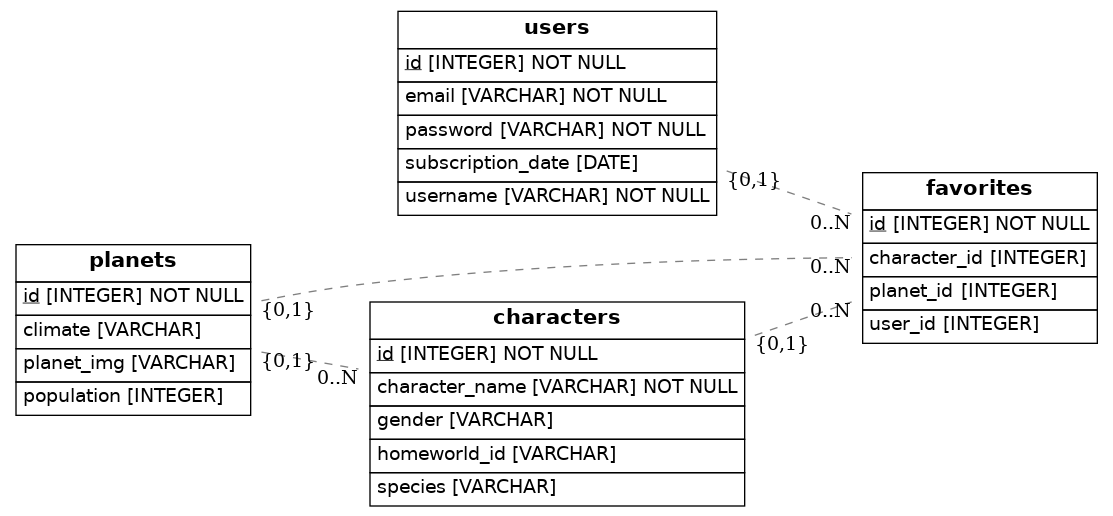 users
id [INTEGER] NOT NULL
email [VARCHAR] NOT NULL
password [VARCHAR] NOT NULL
subscription_date [DATE]
username [VARCHAR] NOT NULL
{0,1}
0..N
favorites
id [INTEGER] NOT NULL
character_id [INTEGER]
planet_id [INTEGER]
user_id [INTEGER]
planets
id [INTEGER] NOT NULL
climate [VARCHAR]
planet_img [VARCHAR]
population [INTEGER]
{0,1}
0..N
{0,1}
0..N
characters
id [INTEGER] NOT NULL
character_name [VARCHAR] NOT NULL
gender [VARCHAR]
homeworld_id [VARCHAR]
species [VARCHAR]
{0,1}
0..N